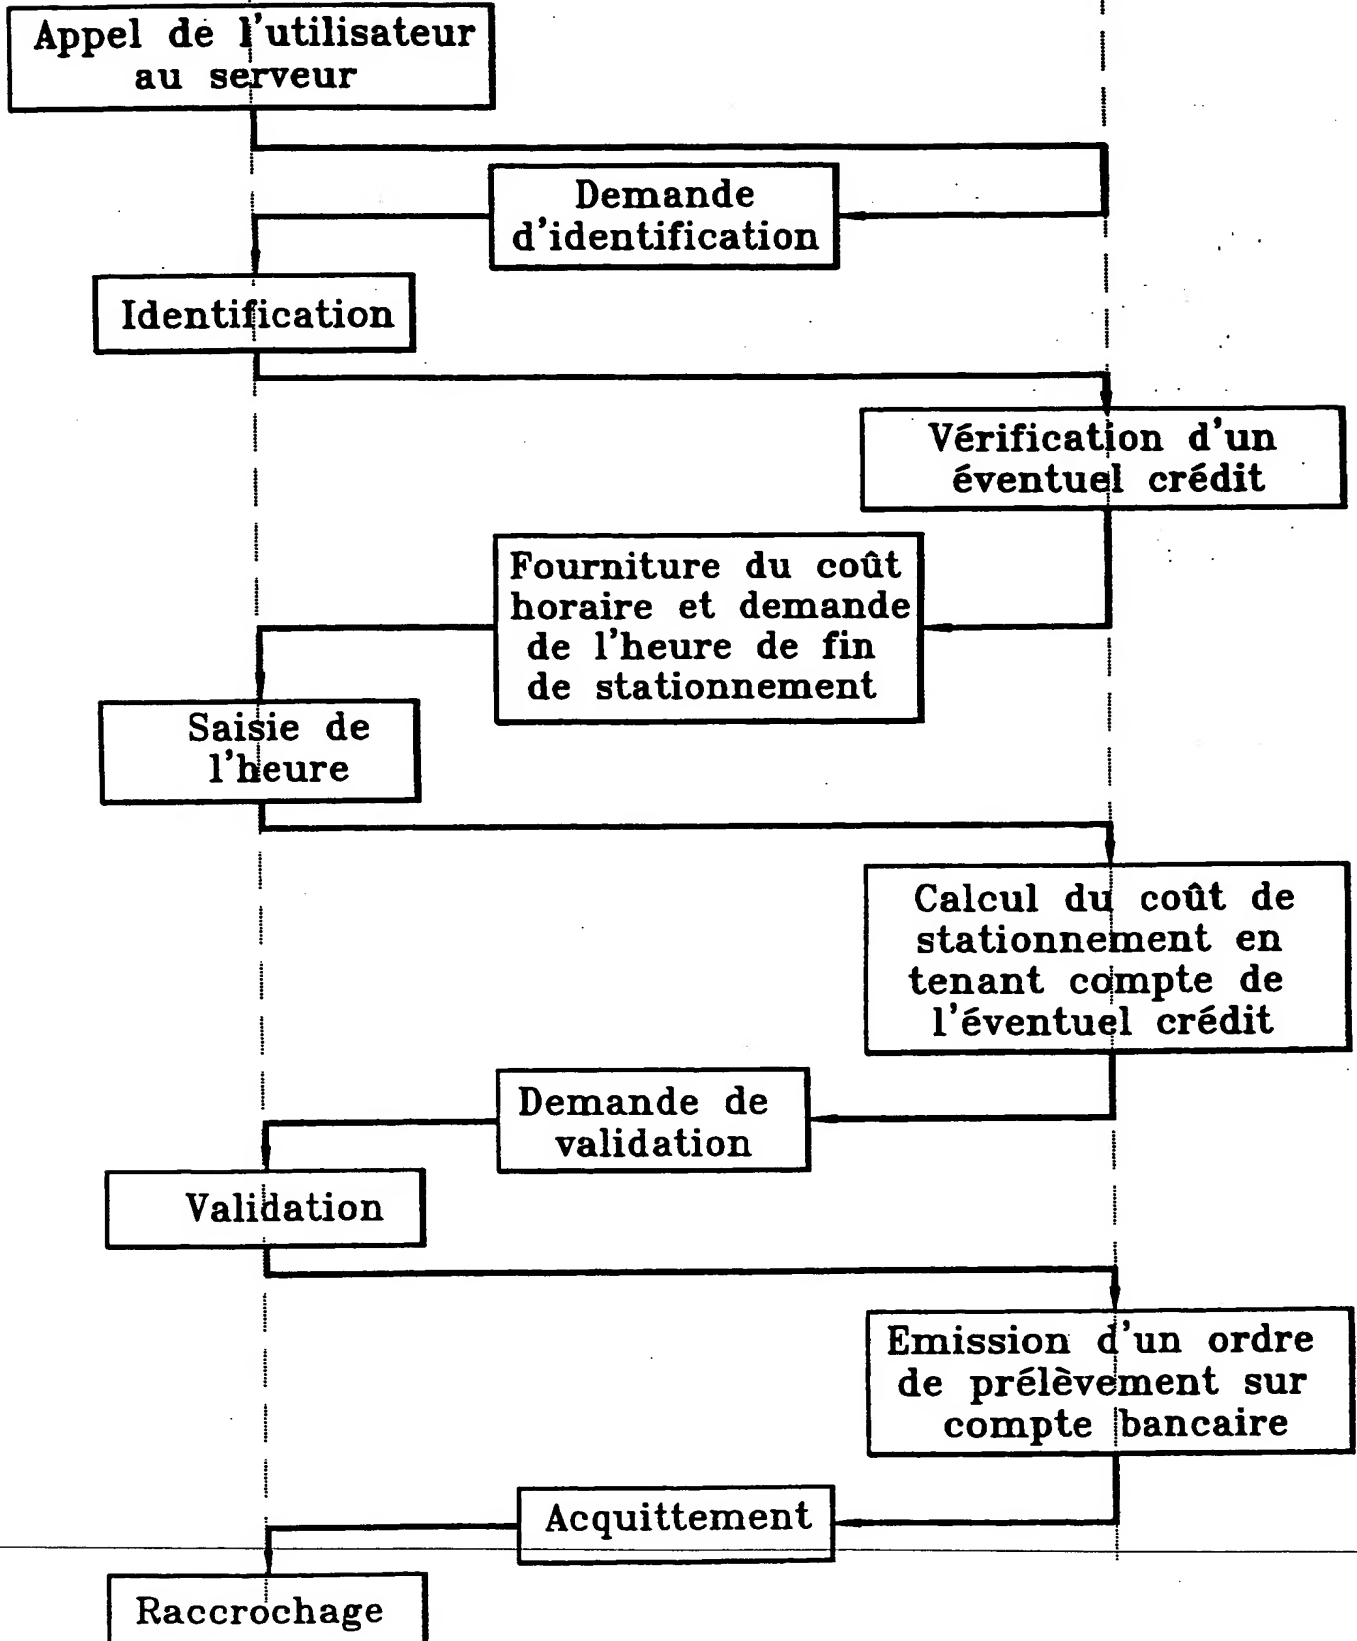 Appel de l'utilisateur
au serveur
Demande
d'identification
Identification
Vérification d'un
éventuel crédit
Fourniture du coût
horaire et demande
de l'heure de fin
de stationnement
Saisie de
l'heure
Calcul du coût de
stationnement en
tenant compte de
l'éventuel crédit
Demande de
validation
Validation
Emission d'un ordre
de prélèvement sur
compte bancaire
Acquittement
Raccrochage